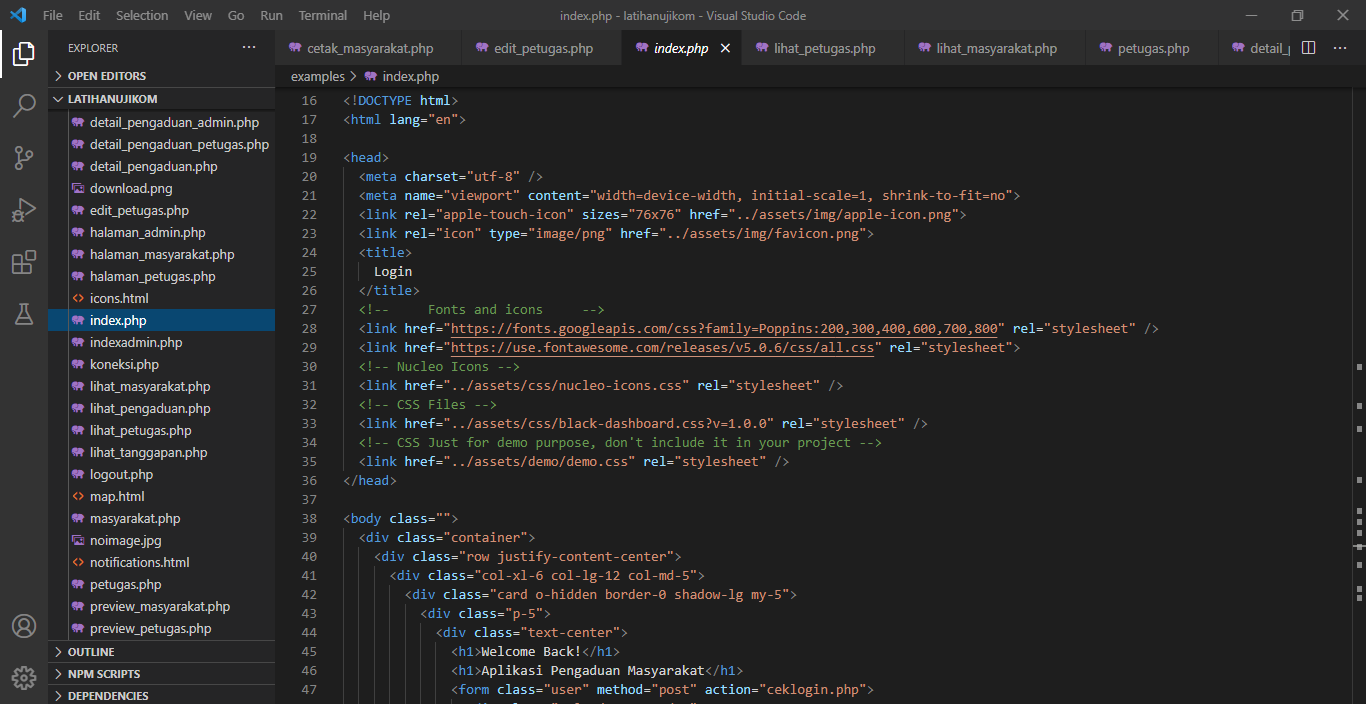 File Edit Selection View Go Run Terminal Help
index.php - latihanujikom - Visual Studio Code
EXPLORER
OPEN EDITORS
LATIHANUJIKOM
detail_pengaduan_admin.php
detail_pengaduan_petugas.php
detail_pengaduan.php
download.png
edit_petugas.php
halaman_admin.php
halaman_masyarakat.php
halaman_petugas.php
icons.html
index.php
indexadmin.php
koneksi.php
lihat_masyarakat.php
lihat_pengaduan.php
lihat_petugas.php
lihat_tanggapan.php
logout.php
map.html
masyarakat.php
noimage.jpg
notifications.html
petugas.php
preview_masyarakat.php
preview_petugas.php
OUTLINE
NPM SCRIPTS
DEPENDENCIES
cetak_masyarakat.php edit_petugas.php index.php lihat_petugas.php lihat_masyarakat.php petugas.php detail_
examples > index.php
16 <!DOCTYPE html>
17 <html lang="en">
18
19 <head>
20 <meta charset="utf-8" />
21 <meta name="viewport" content="width=device-width, initial-scale=1, shrink-to-fit=no">
22 <link rel="apple-touch-icon" sizes="76x76" href="../assets/img/apple-icon.png">
23 <link rel="icon" type="image/png" href="../assets/img/favicon.png">
24 <title>
25 Login
26 </title>
27 <!-- Fonts and icons -->
28 <link href="https://fonts.googleapis.com/css?family=Poppins:200,300,400,600,700,800" rel="stylesheet" />
29 <link href="https://use.fontawesome.com/releases/v5.0.6/css/all.css" rel="stylesheet">
30 <!-- Nucleo Icons -->
31 <link href="../assets/css/nucleo-icons.css" rel="stylesheet" />
32 <!-- CSS Files -->
33 <link href="../assets/css/black-dashboard.css?v=1.0.0" rel="stylesheet" />
34 <!-- CSS Just for demo purpose, don't include it in your project -->
35 <link href="../assets/demo/demo.css" rel="stylesheet" />
36 </head>
37
38 <body class="">
39 <div class="container">
40 <div class="row justify-content-center">
41 <div class="col-xl-6 col-lg-12 col-md-5">
42 <div class="card o-hidden border-0 shadow-lg my-5">
43 <div class="p-5">
44 <div class="text-center">
45 <h1>Welcome Back!</h1>
46 <h1>Aplikasi Pengaduan Masyarakat</h1>
47 <form class="user" method="post" action="ceklogin.php">